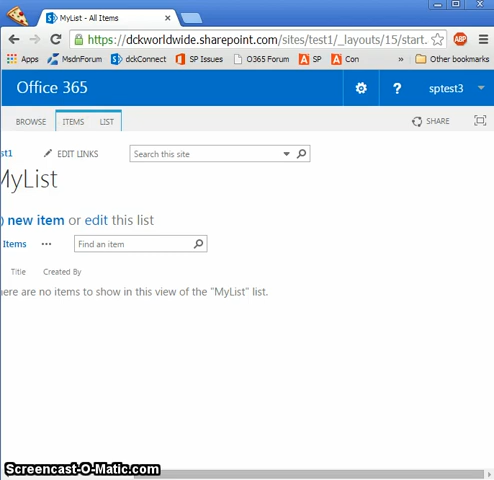 MyList - All Items
https://dckworldwide.sharepoint.com/sites/test1/_layouts/15/start.
ABP
Apps MsdnForum dckConnect SP Issues O365 Forum SP Con » Other bookmarks
Office 365 ? sptest3
BROWSE ITEMS LIST SHARE
st1 EDIT LINKS Search this site
MyList
new item or edit this list
Items ... Find an item
Title Created By
ere are no items to show in this view of the "MyList" list.
Screencast-O-Matic.com